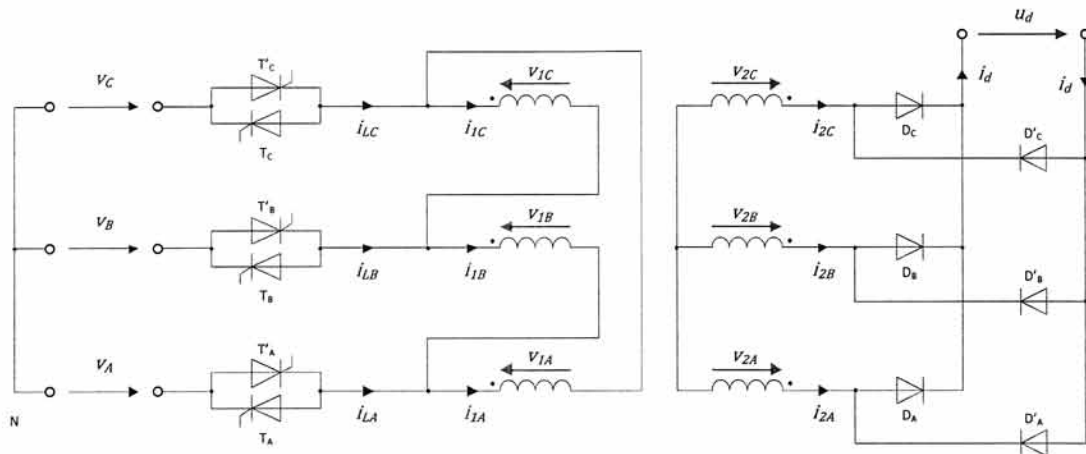 u_d
v_C T'_C v_1C v_2C i_d i_d
i_LC i_1C i_2C D_C
T_C D'_C
v_B T'_B v_1B v_2B
i_LB i_1B i_2B D_B
T_B D'_B
v_A T'_A v_1A v_2A
N i_LA i_1A i_2A D_A
T_A D'_A